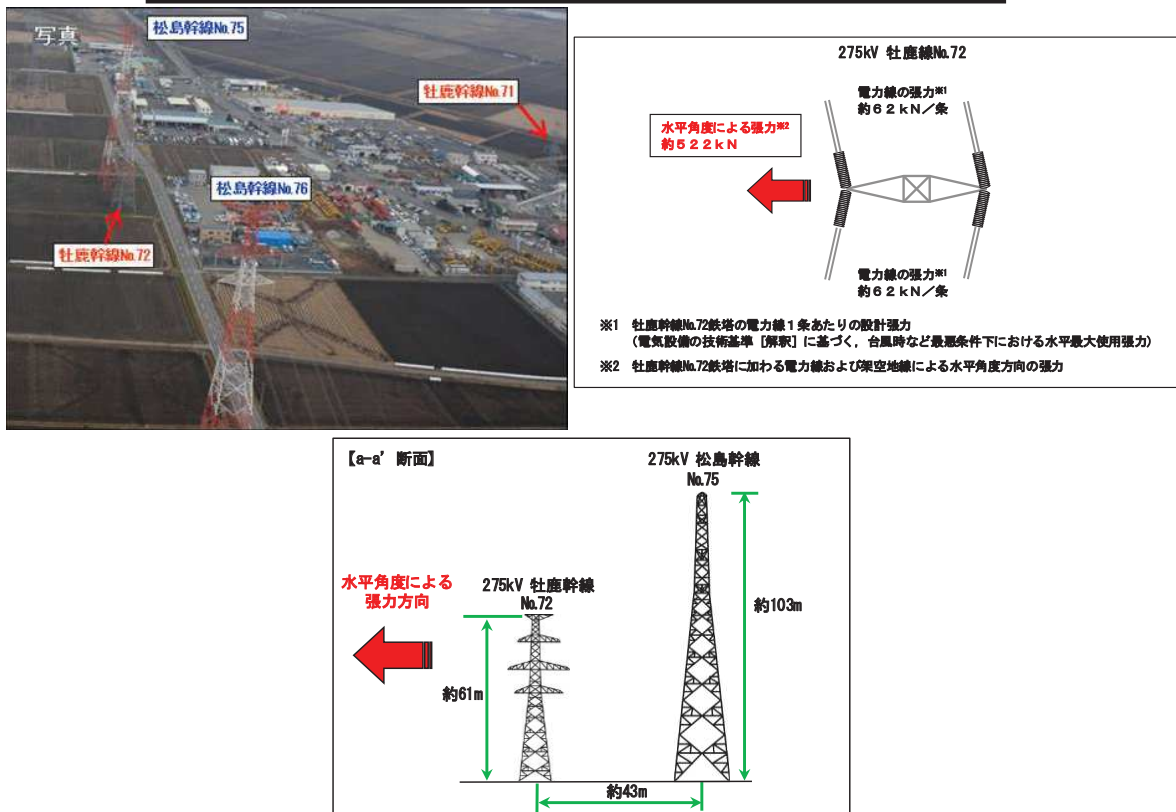 写真
松島幹線No.75
牡鹿幹線No.71
松島幹線No.76
牡鹿幹線No.72
275kV 牡鹿線No.72
電力線の張力※1
約62kN/条
水平角度による張力※2
約522kN
電力線の張力※1
約62kN/条
※1 牡鹿幹線No.72鉄塔の電力線1条あたりの設計張力
(電気設備の技術基準 [解釈] に基づく,台風時など最悪条件下における水平最大使用張力)
※2 牡鹿幹線No.72鉄塔に加わる電力線および架空地線による水平角度方向の張力
【a-a' 断面】
275kV 松島幹線
No.75
水平角度による
張力方向
275kV 牡鹿幹線
No.72
約103m
約61m
約43m